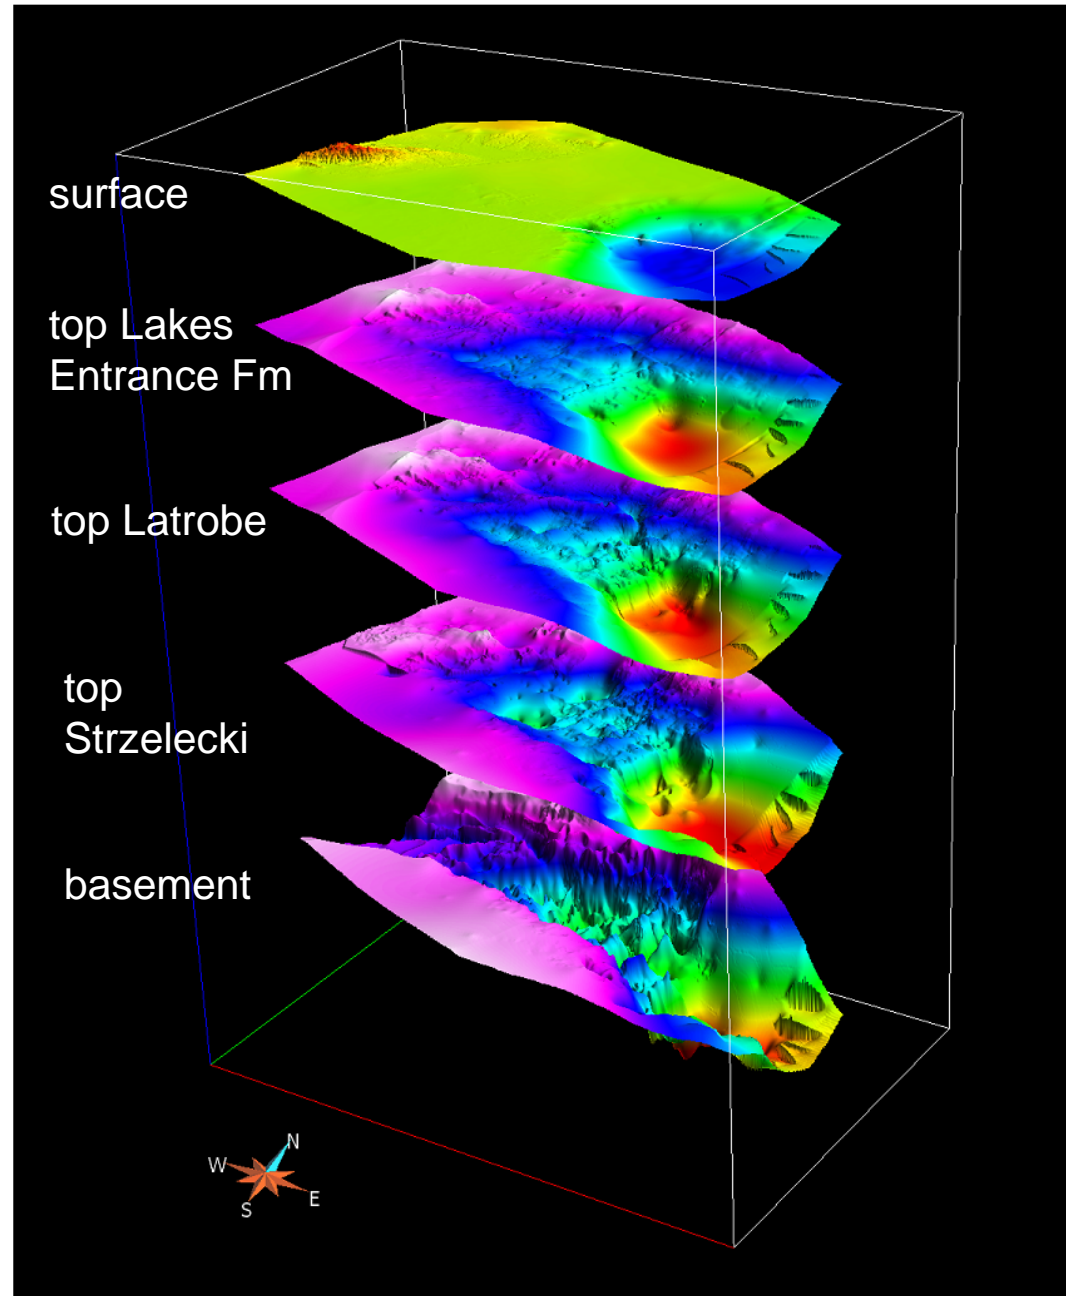 surface
top Lakes
Entrance Fm
top Latrobe
top
Strzelecki
basement
N
W
E
S